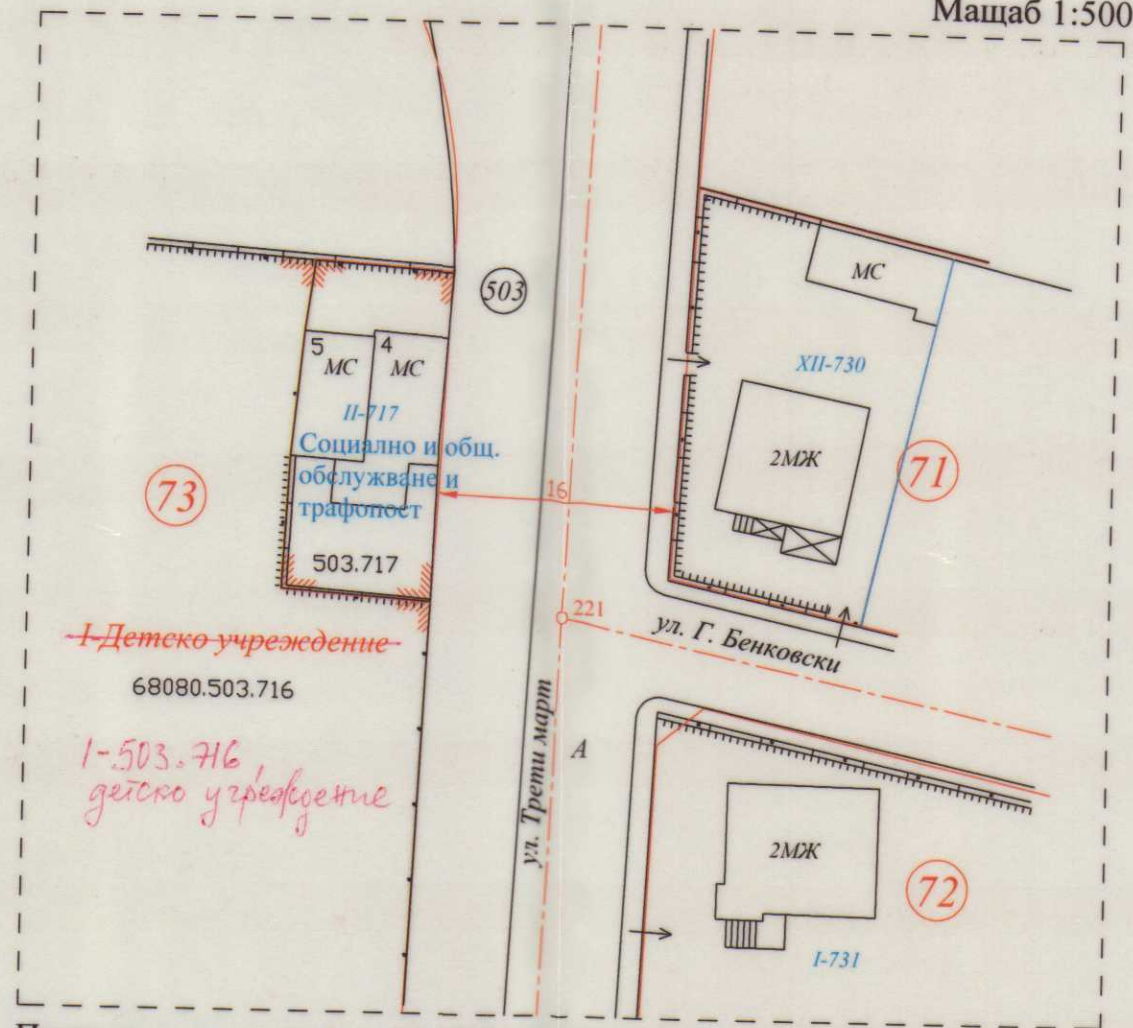 Мащаб 1:500
503
МС
5
4
МС
МС
XII-730
II-717
Социално и общ.
обслужване и
трафопост
2МЖ
71
73
16
503.717
221
ул. Г. Бенковски
I-Детско учреждение
68080.503.716
ул. Трети март
А
1-503.716,
детско учреждение
2МЖ
72
I-731